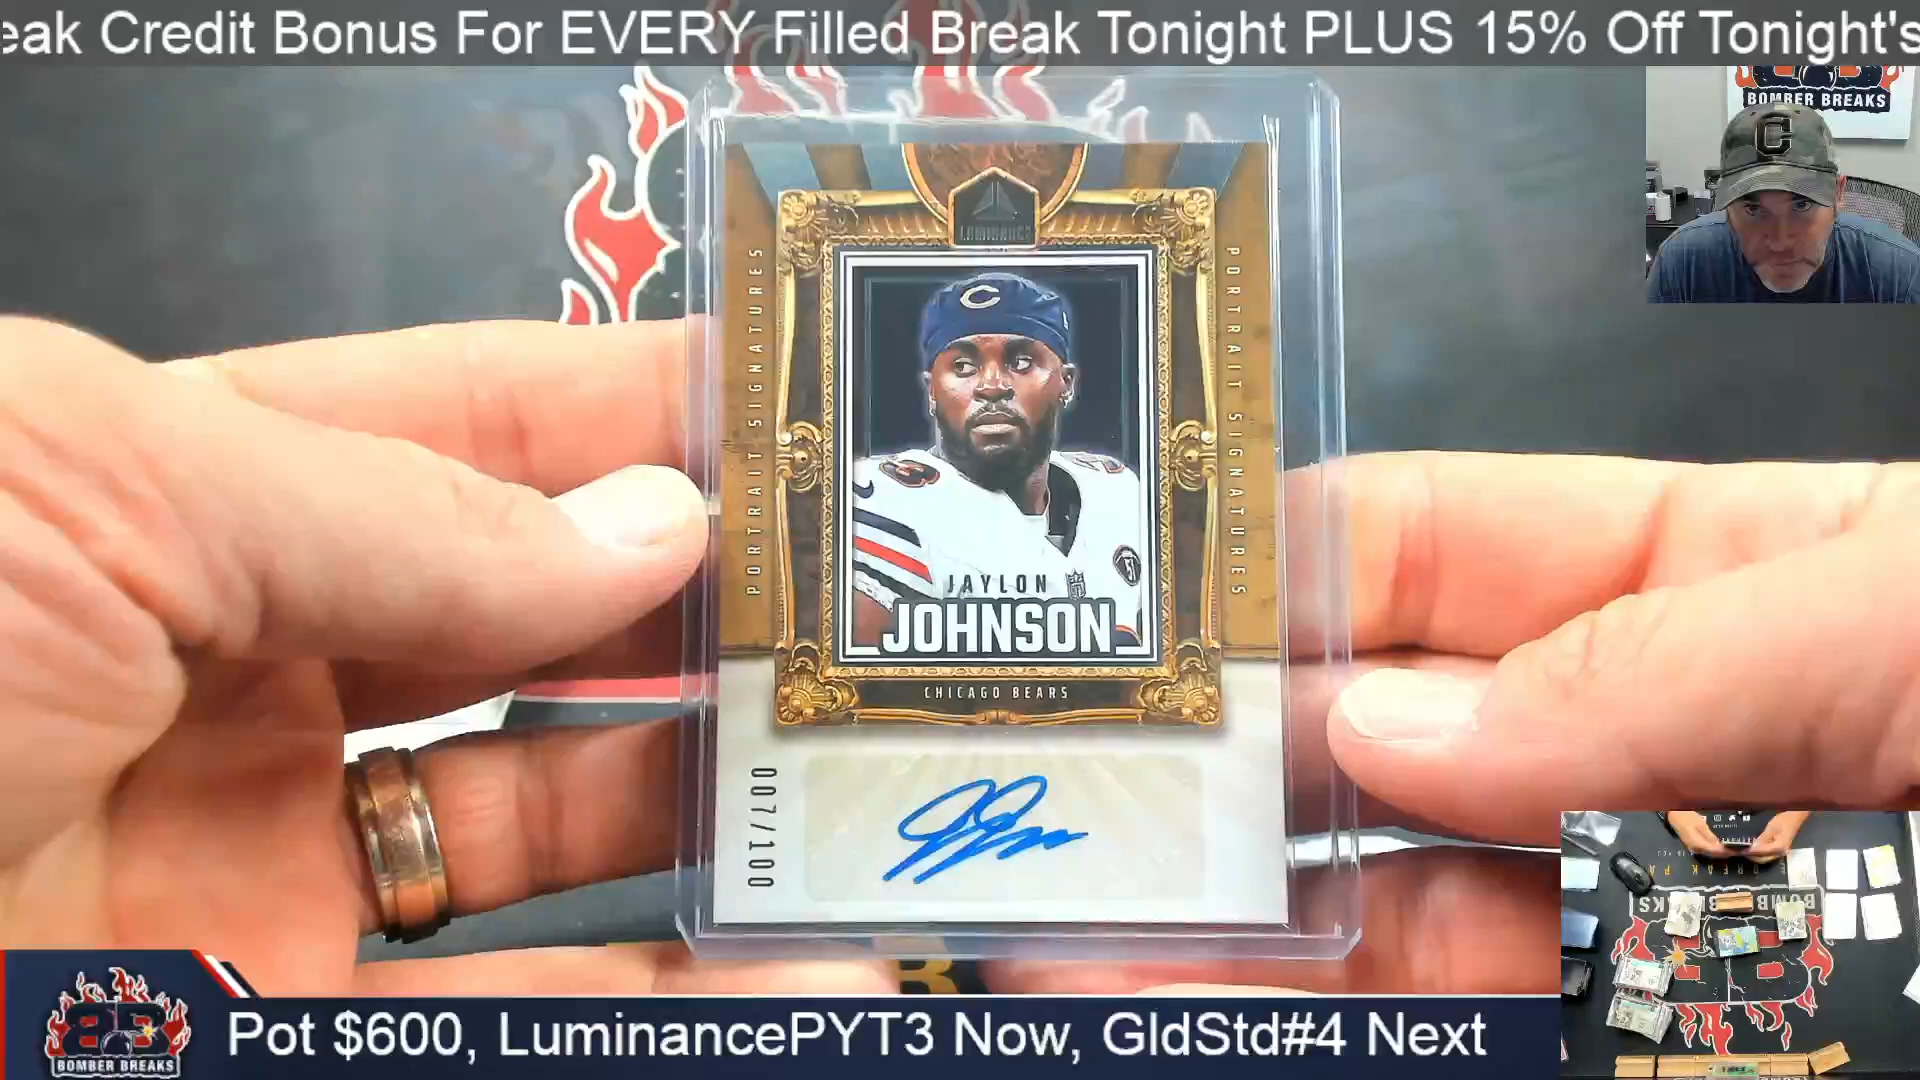 eak Credit Bonus For EVERY Filled Break Tonight PLUS 15% Off Tonight's
BOMBER BREAKS
C
LUMINANCE
PORTRAIT SIGNATURES
PORTRAIT SIGNATURES
C
JAYLON
JOHNSON
CHICAGO BEARS
007/100
BOMBER BREAKS
Pot $600, LuminancePYT3 Now, GldStd#4 Next